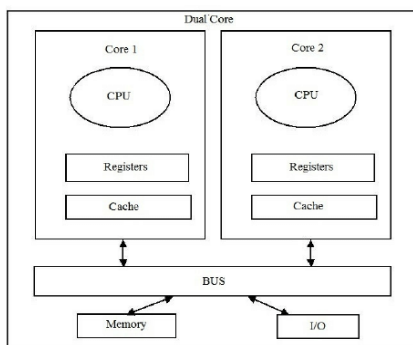 Dual Core
Core 1
CPU
Registers
Cache
Core 2
CPU
Registers
Cache
BUS
Memory
I/O